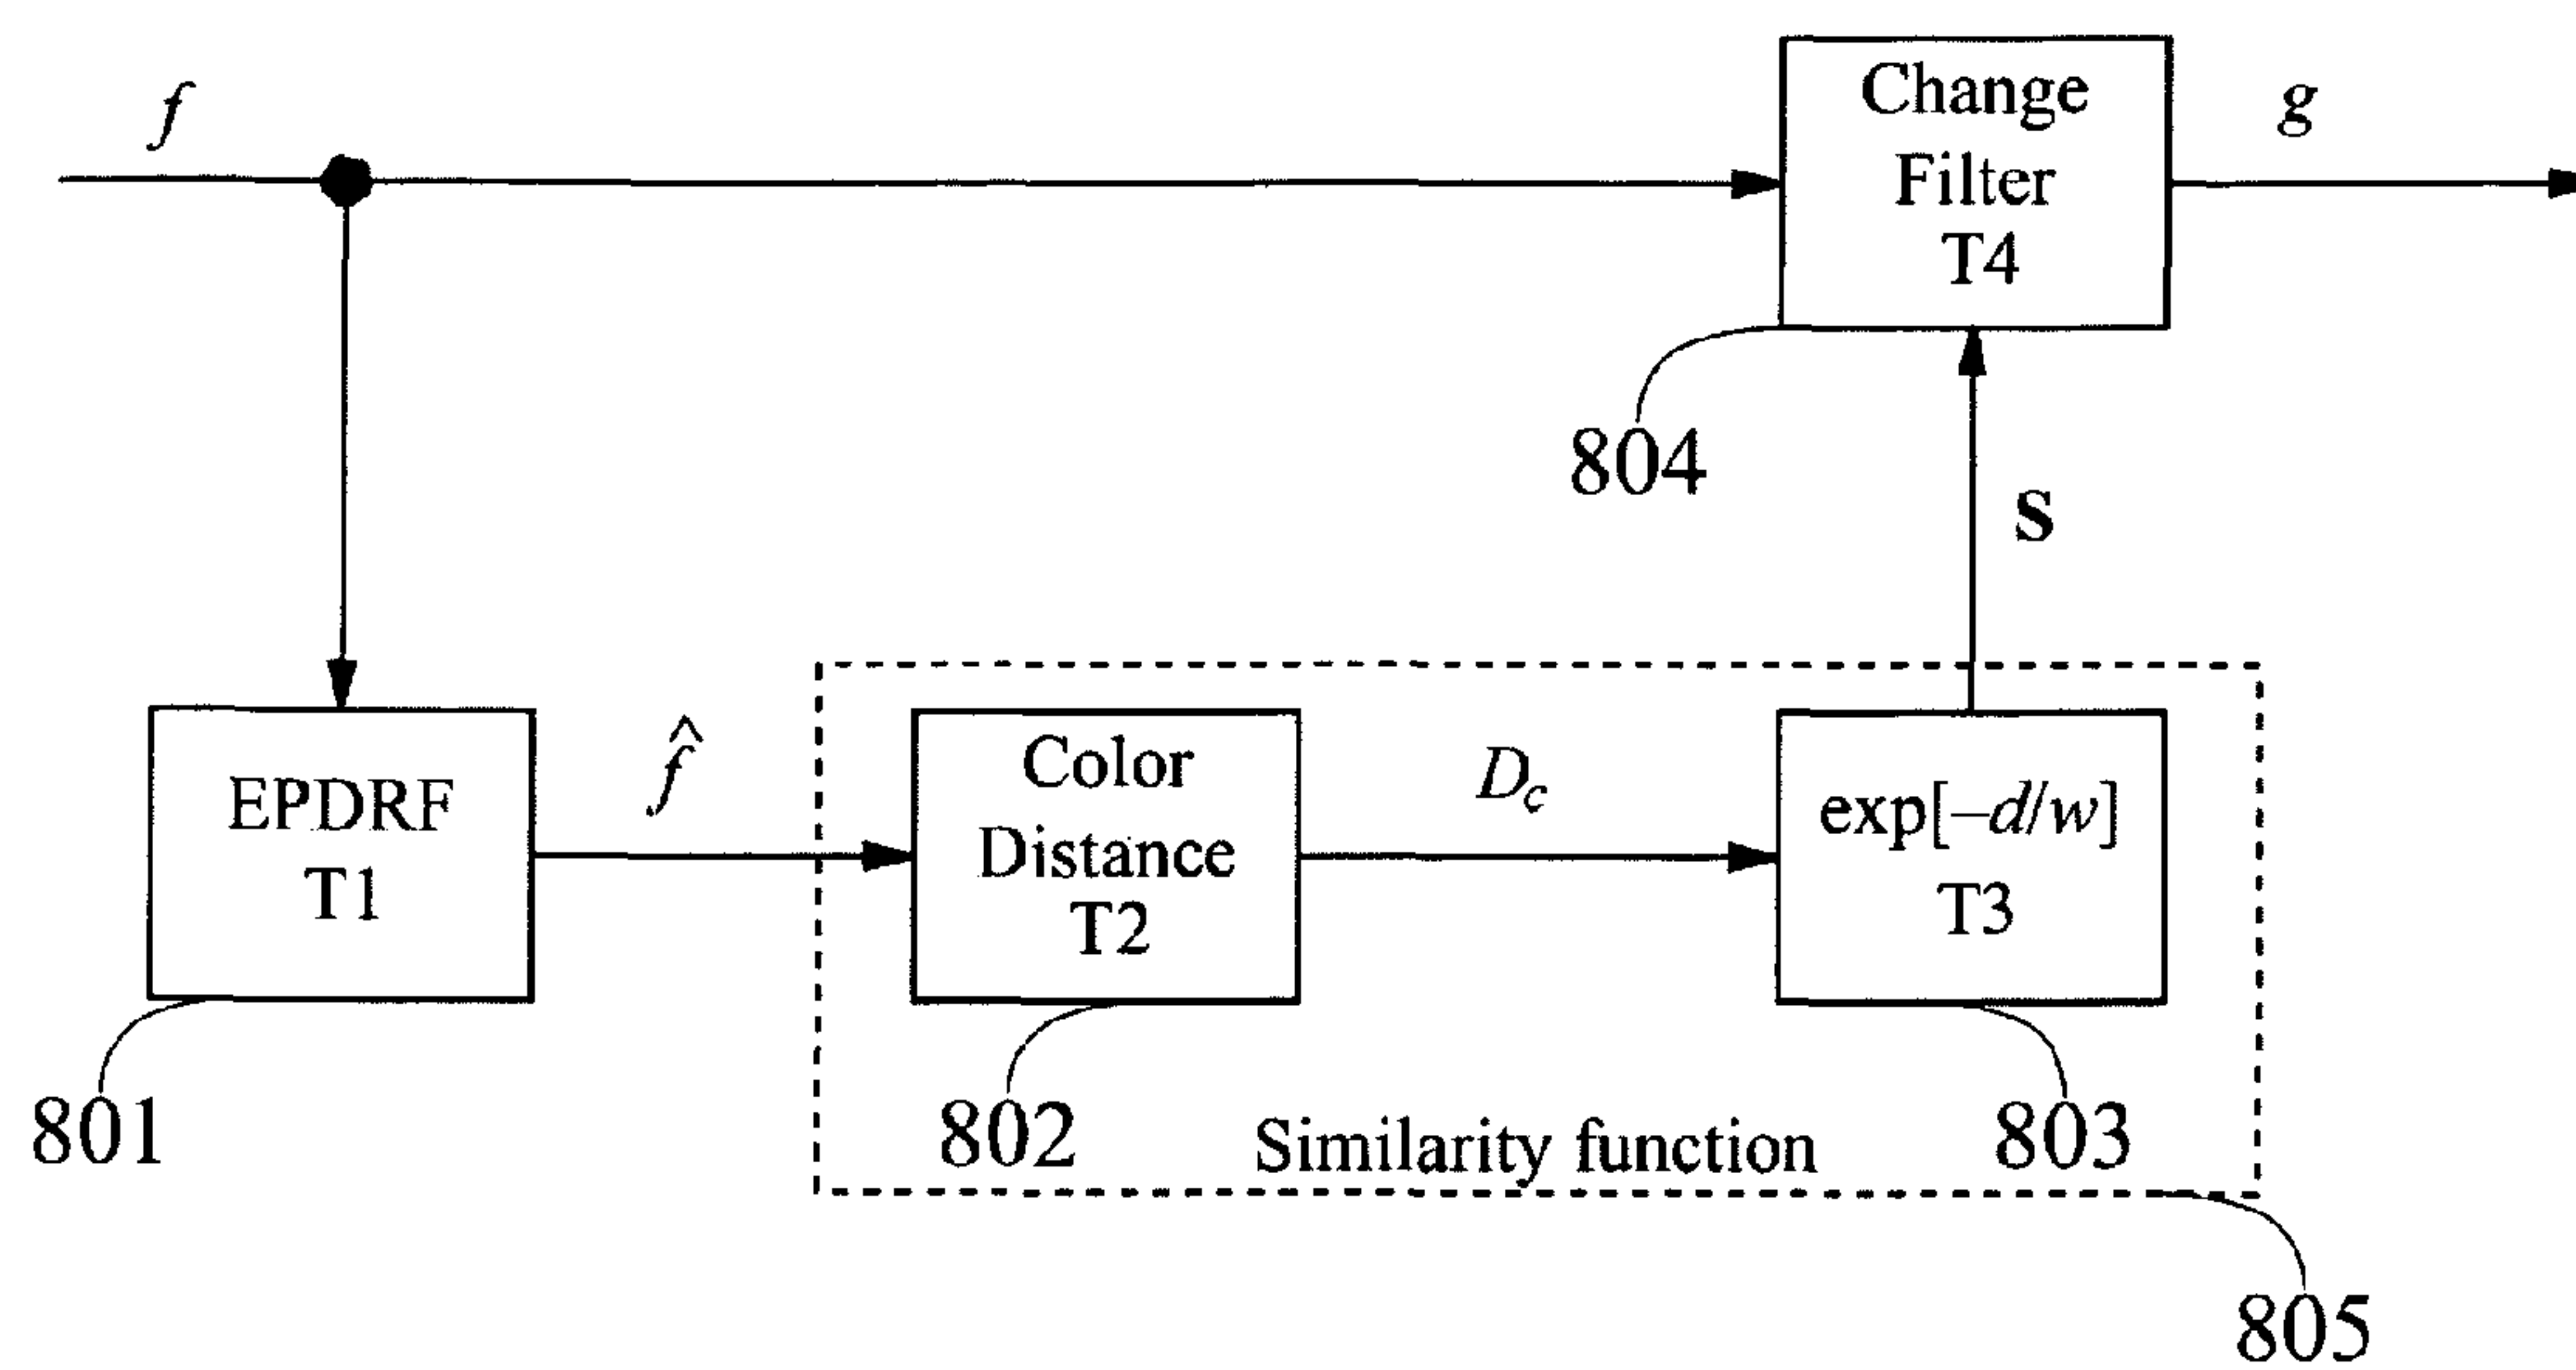 f
Change
Filter
T4
g
804
S
EPDRF
T1
f̂
Color
Distance
T2
D_c
exp[–d/w]
T3
801
802
Similarity function
803
805